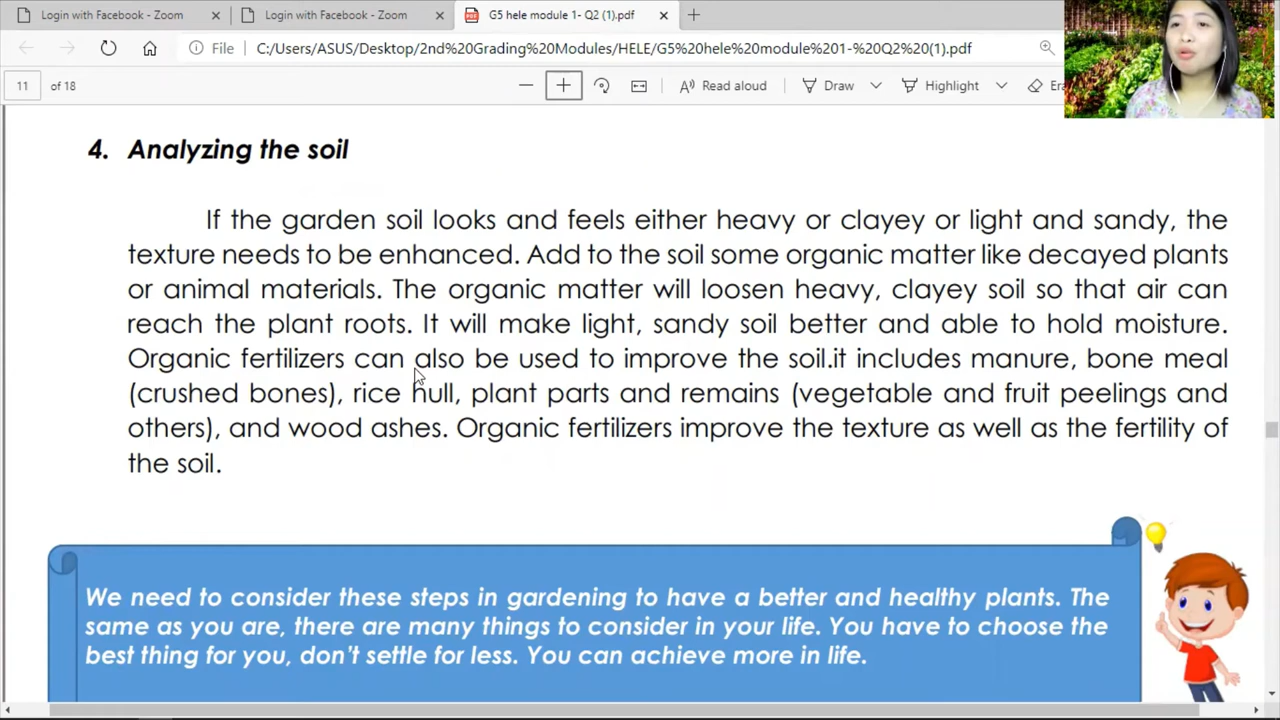 Login with Facebook - Zoom
Login with Facebook - Zoom
G5 hele module 1- Q2 (1).pdf
File
C:/Users/ASUS/Desktop/2nd%20Grading%20Modules/HELE/G5%20hele%20module%201-%20Q2%20(1).pdf
11 of 18
Read aloud
Draw
Highlight
4. Analyzing the soil
If the garden soil looks and feels either heavy or clayey or light and sandy, the
texture needs to be enhanced. Add to the soil some organic matter like decayed plants
or animal materials. The organic matter will loosen heavy, clayey soil so that air can
reach the plant roots. It will make light, sandy soil better and able to hold moisture.
Organic fertilizers can also be used to improve the soil.it includes manure, bone meal
(crushed bones), rice hull, plant parts and remains (vegetable and fruit peelings and
others), and wood ashes. Organic fertilizers improve the texture as well as the fertility of
the soil.
We need to consider these steps in gardening to have a better and healthy plants. The
same as you are, there are many things to consider in your life. You have to choose the
best thing for you, don't settle for less. You can achieve more in life.